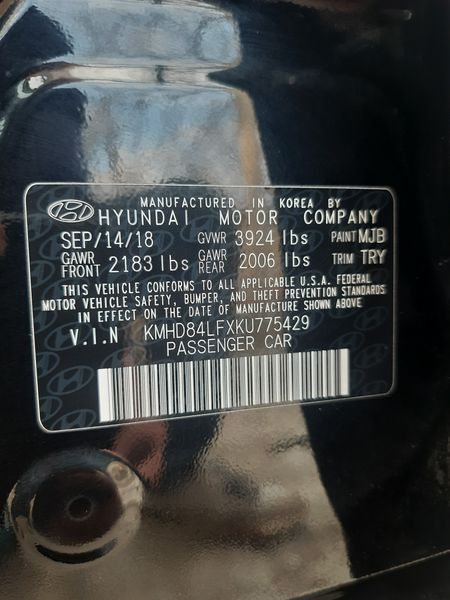 MANUFACTURED IN KOREA BY
HYUNDAI MOTOR COMPANY
SEP/14/18 GVWR 3924 lbs PAINT MJB
GAWR FRONT 2183 lbs GAWR REAR 2006 lbs TRIM TRY
THIS VEHICLE CONFORMS TO ALL APPLICABLE U.S.A. FEDERAL
MOTOR VEHICLE SAFETY, BUMPER, AND THEFT PREVENTION STANDARDS
IN EFFECT ON THE DATE OF MANUFACTURE SHOWN ABOVE
V.I.N KMHD84LFXKU775429
PASSENGER CAR